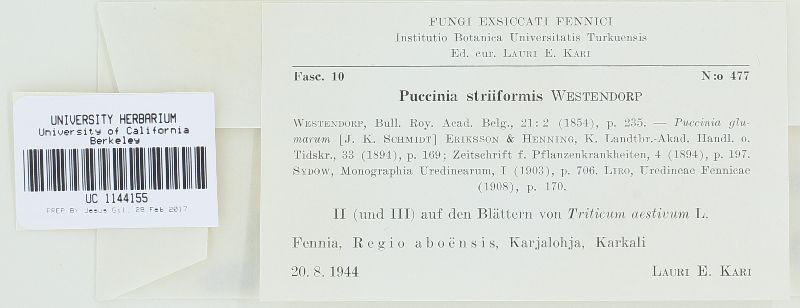 UNIVERSITY HERBARIUM
University of California
Berkeley
UC 1144155
PREP. BY: Jesus Gil, 28 Feb 2017
FUNGI EXSICCATI FENNICI
Institutio Botanica Universitatis Turkuensis
Ed. cur. LAURI E. KARI
Fasc. 10 N:o 477
Puccinia striiformis WESTENDORP
WESTENDORP, Bull. Roy. Acad. Belg., 21:2 (1854), p. 235. — Puccinia glu-
marum [J. K. SCHMIDT] ERIKSSON & HENNING, K. Landtbr.-Akad. Handl. o.
Tidskr., 33 (1894), p. 169; Zeitschrift f. Pflanzenkrankheiten, 4 (1894), p. 197.
SYDOW, Monographia Uredinearum, I (1903), p. 706. LIRO, Uredineae Fennicae
(1908), p. 170.
II (und III) auf den Blättern von Triticum aestivum L.
Fennia, Regio aboënsis, Karjalohja, Karkali
20. 8. 1944 LAURI E. KARI